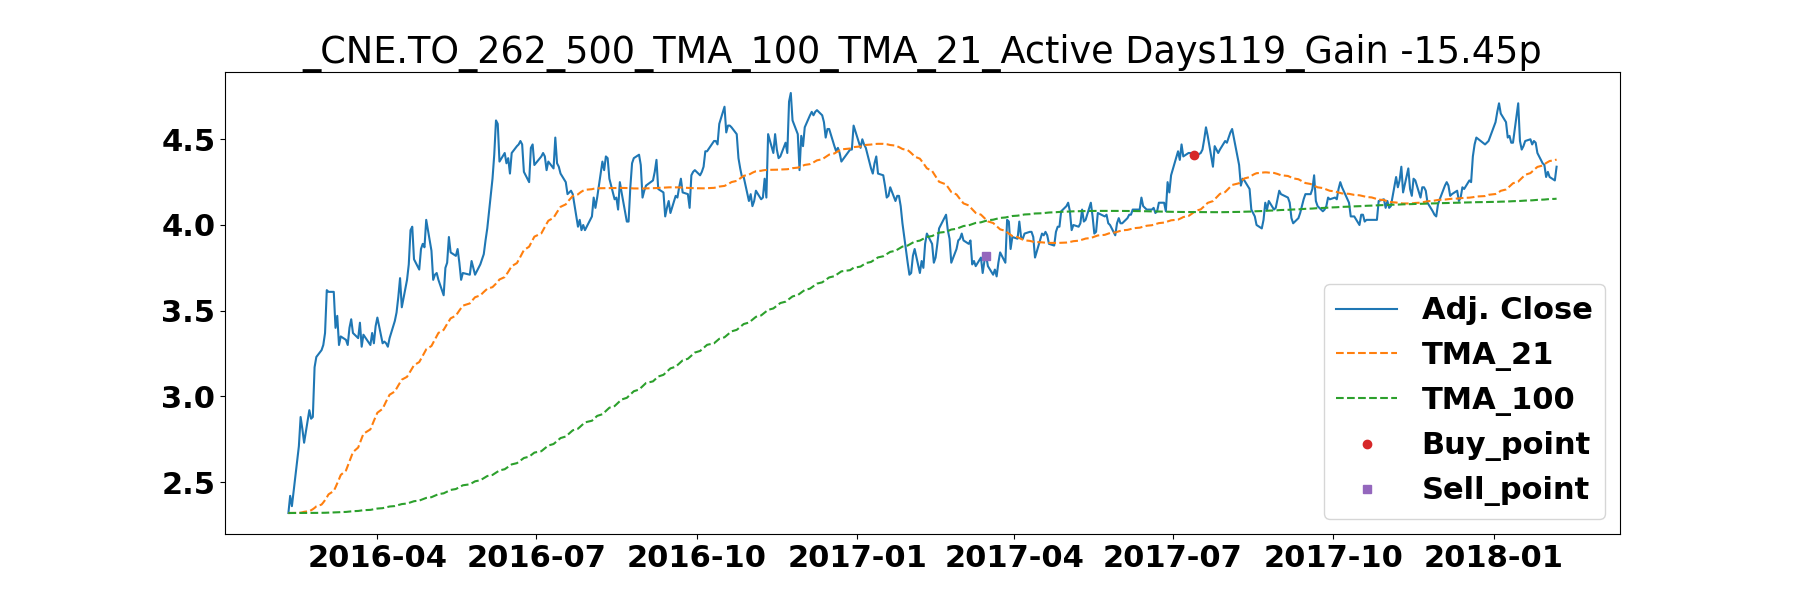 _CNE.TO_262_500_TMA_100_TMA_21_Active Days119_Gain -15.45p
4.5
4.0
3.5
3.0
2.5
Adj. Close
TMA_21
TMA_100
Buy_point
Sell_point
2016-04 2016-07 2016-10 2017-01 2017-04 2017-07 2017-10 2018-01